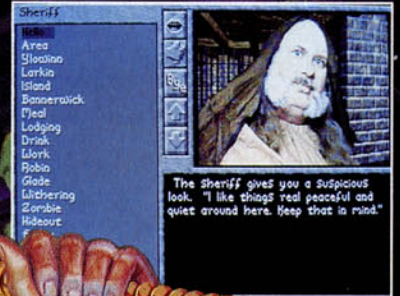 Sheriff
Hello
Area
Ylowinn
Larkin
Island
Bannerwick
Meal
Lodging
Drink
Work
Robin
Glade
Withering
Zombie
Hideout
Bye
The sheriff gives you a suspicious
look. "I like things real peaceful and
quiet around here. Keep that in mind."